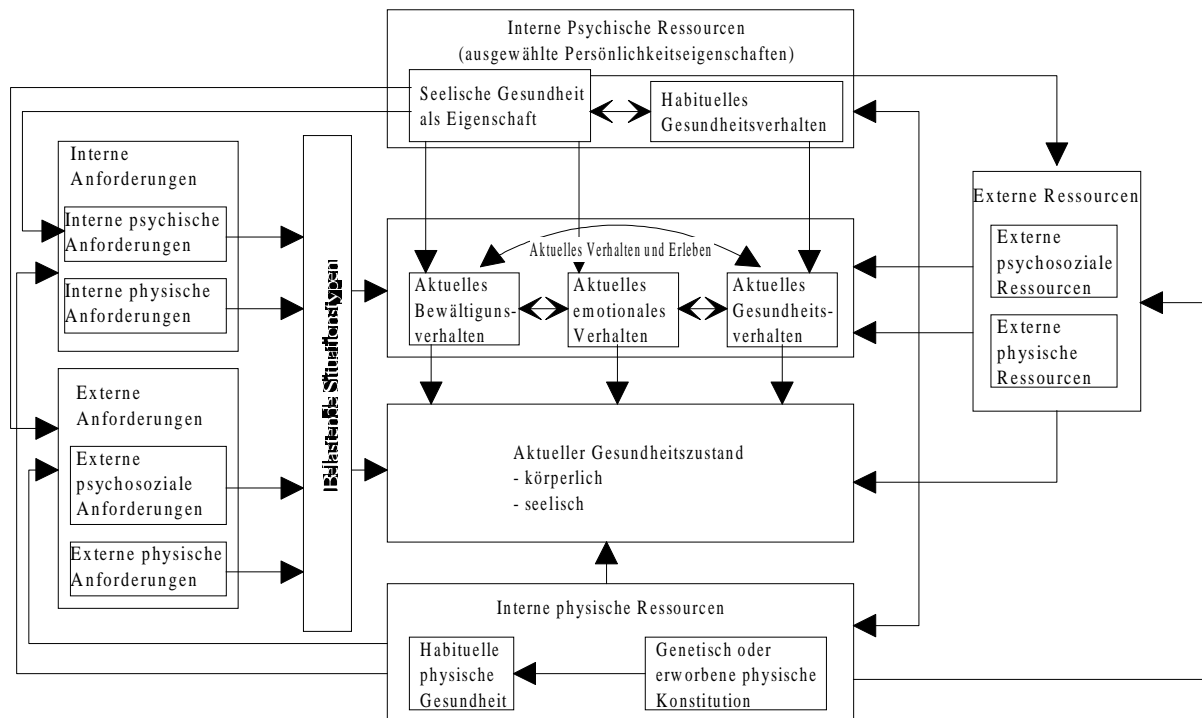 Interne Psychische Ressourcen
(ausgewählte Persönlichkeitseigenschaften)
Seelische Gesundheit
als Eigenschaft
Habituelles
Gesundheitsverhalten
Interne
Anforderungen
Interne psychische
Anforderungen
Interne physische
Anforderungen
Externe
Anforderungen
Externe
psychosoziale
Anforderungen
Externe physische
Anforderungen
Belastende Situationstypen
Aktuelles Verhalten und Erleben
Aktuelles
Bewältiguns-
verhalten
Aktuelles
emotionales
Verhalten
Aktuelles
Gesundheits-
verhalten
Aktueller Gesundheitszustand
- körperlich
- seelisch
Interne physische Ressourcen
Habituelle
physische
Gesundheit
Genetisch oder
erworbene physische
Konstitution
Externe Ressourcen
Externe
psychosoziale
Ressourcen
Externe
physische
Ressourcen